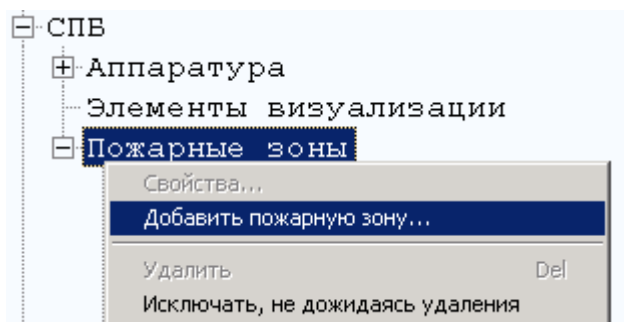 СПБ
Аппаратура
Элементы визуализации
Пожарные зоны
Свойства...
Добавить пожарную зону...
Удалить Del
Исключать, не дожидаясь удаления